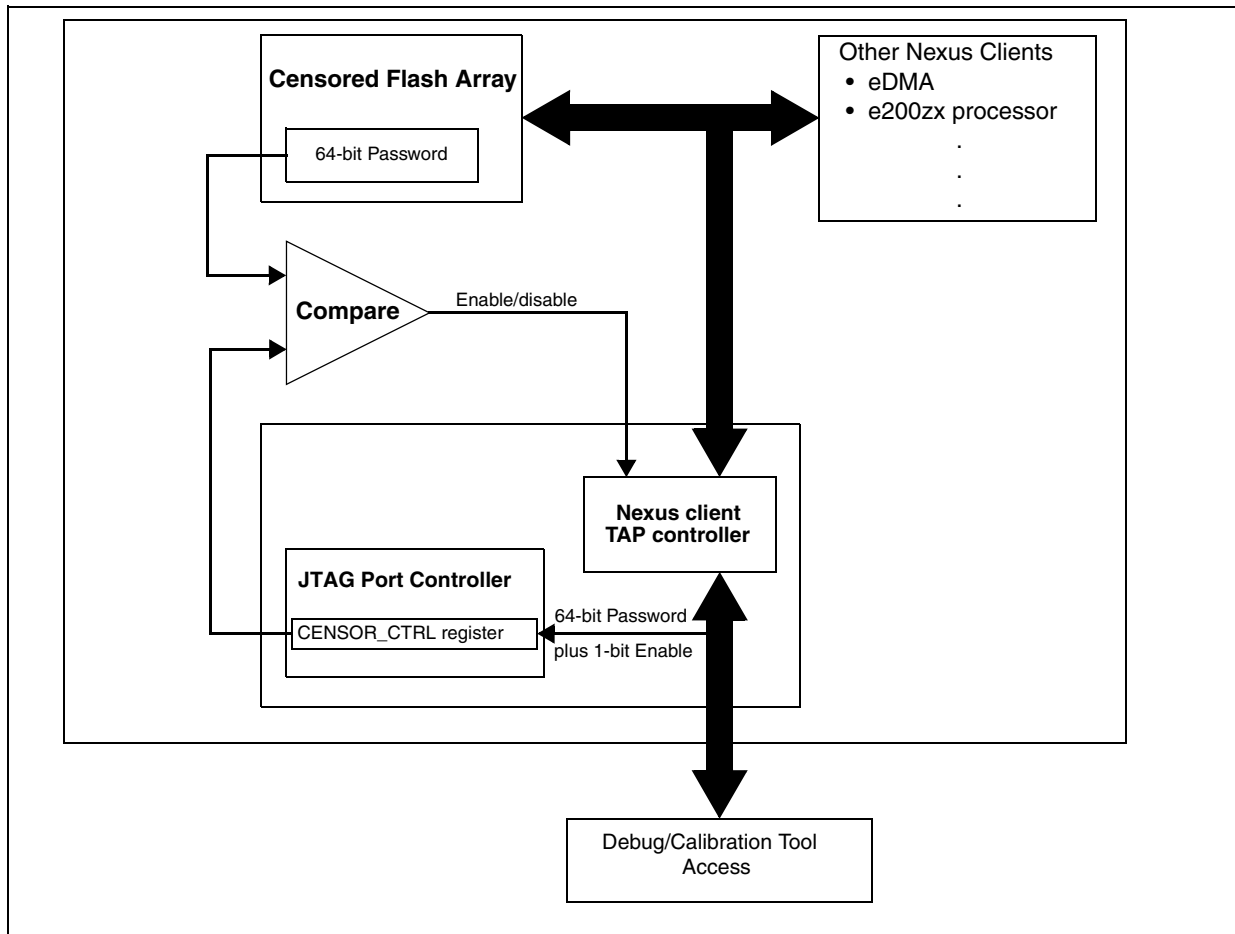 Censored Flash Array
64-bit Password
Other Nexus Clients
• eDMA
• e200zx processor
.
.
.
Compare
Enable/disable
Nexus client
TAP controller
JTAG Port Controller
CENSOR_CTRL register
64-bit Password
plus 1-bit Enable
Debug/Calibration Tool
Access